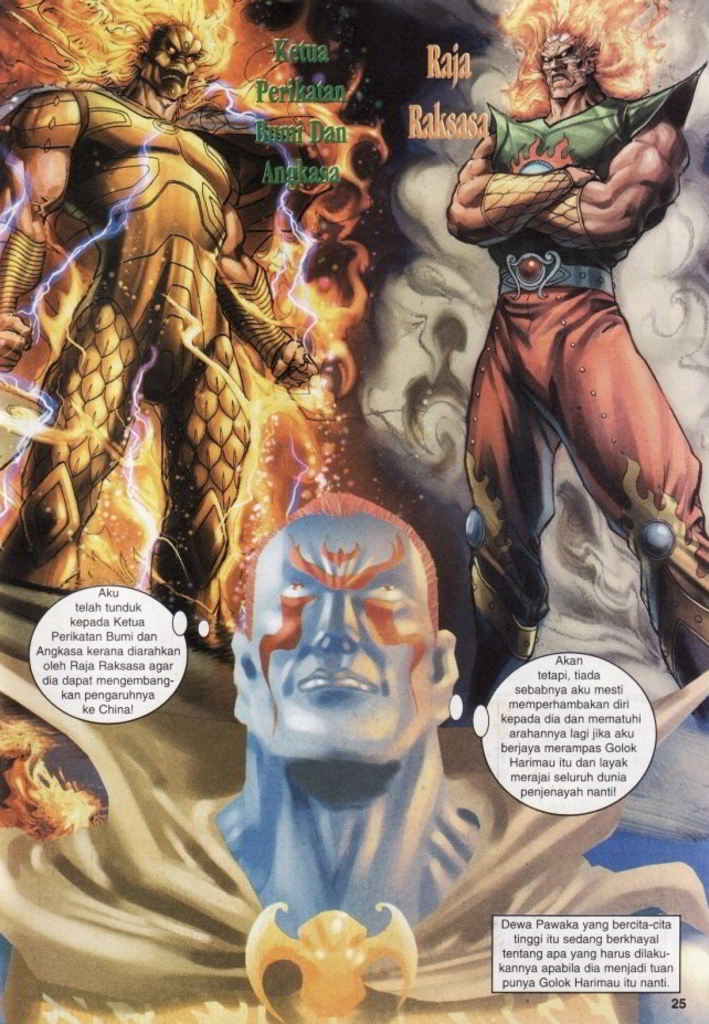 Ketua
Perikatan
Bumi Dan
Angkasa
Raja
Raksasa
Aku
telah tunduk
kepada Ketua
Perikatan Bumi dan
Angkasa kerana diarahkan
oleh Raja Raksasa agar
dia dapat mengembang-
kan pengaruhnya
ke China!
Akan
tetapi, tiada
sebabnya aku mesti
memperhambakan diri
kepada dia dan mematuhi
arahannya lagi jika aku
berjaya merampas Golok
Harimau itu dan layak
merajai seluruh dunia
penjenayah nanti!
Dewa Pawaka yang bercita-cita
tinggi itu sedang berkhayal
tentang apa yang harus dilaku-
kannya apabila dia menjadi tuan
punya Golok Harimau itu nanti.
25